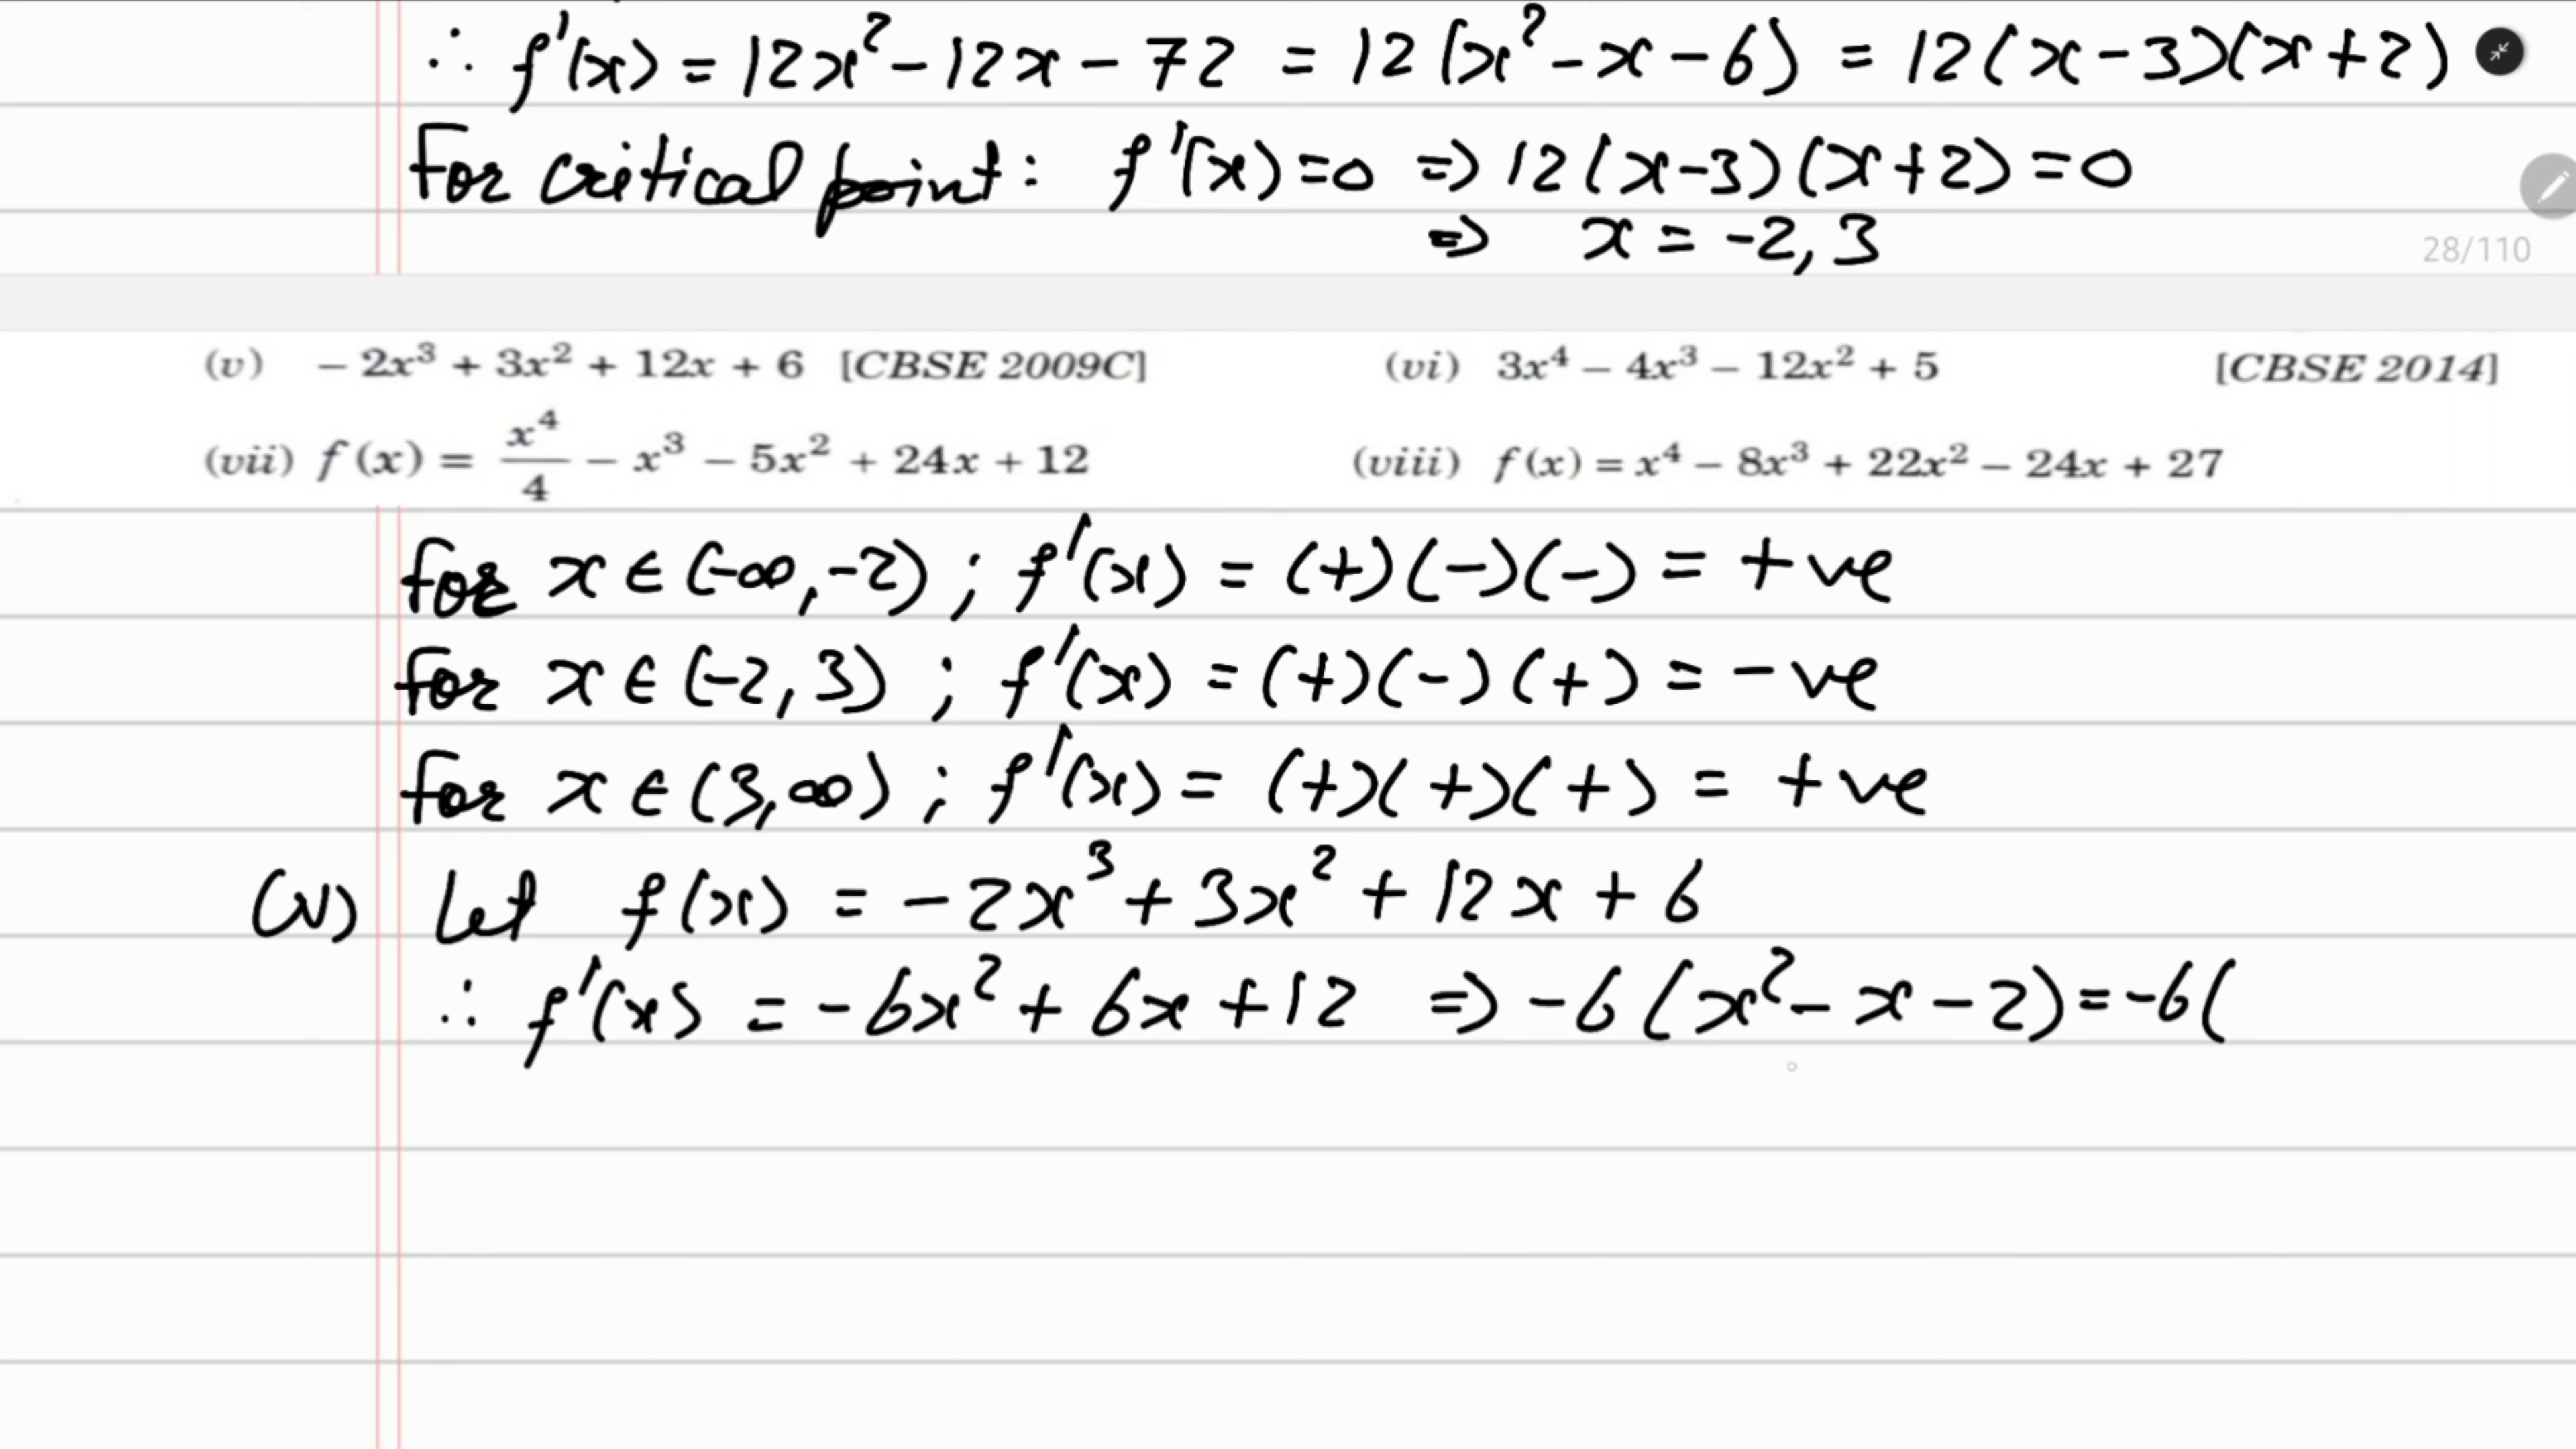 ∴ f'(x) = 12x² - 12x - 72 = 12(x² - x - 6) = 12(x-3)(x+2)
For critical point: f'(x)=0 ⇒ 12(x-3)(x+2)=0
⇒ x = -2, 3
28/110
(v) − 2x³ + 3x² + 12x + 6 [CBSE 2009C] (vi) 3x⁴ − 4x³ − 12x² + 5 [CBSE 2014]
(vii) f(x) = x⁴/4 − x³ − 5x² + 24x + 12 (viii) f(x) = x⁴ − 8x³ + 22x² − 24x + 27
For x ∈ (-∞, -2) ; f'(x) = (+)(-)(-) = +ve
For x ∈ (-2, 3) ; f'(x) = (+)(-)(+) = -ve
For x ∈ (3, ∞) ; f'(x) = (+)(+)(+) = +ve
(v) Let f(x) = -2x³ + 3x² + 12x + 6
∴ f'(x) = -6x² + 6x + 12 ⇒ -6(x² - x - 2) = -6(